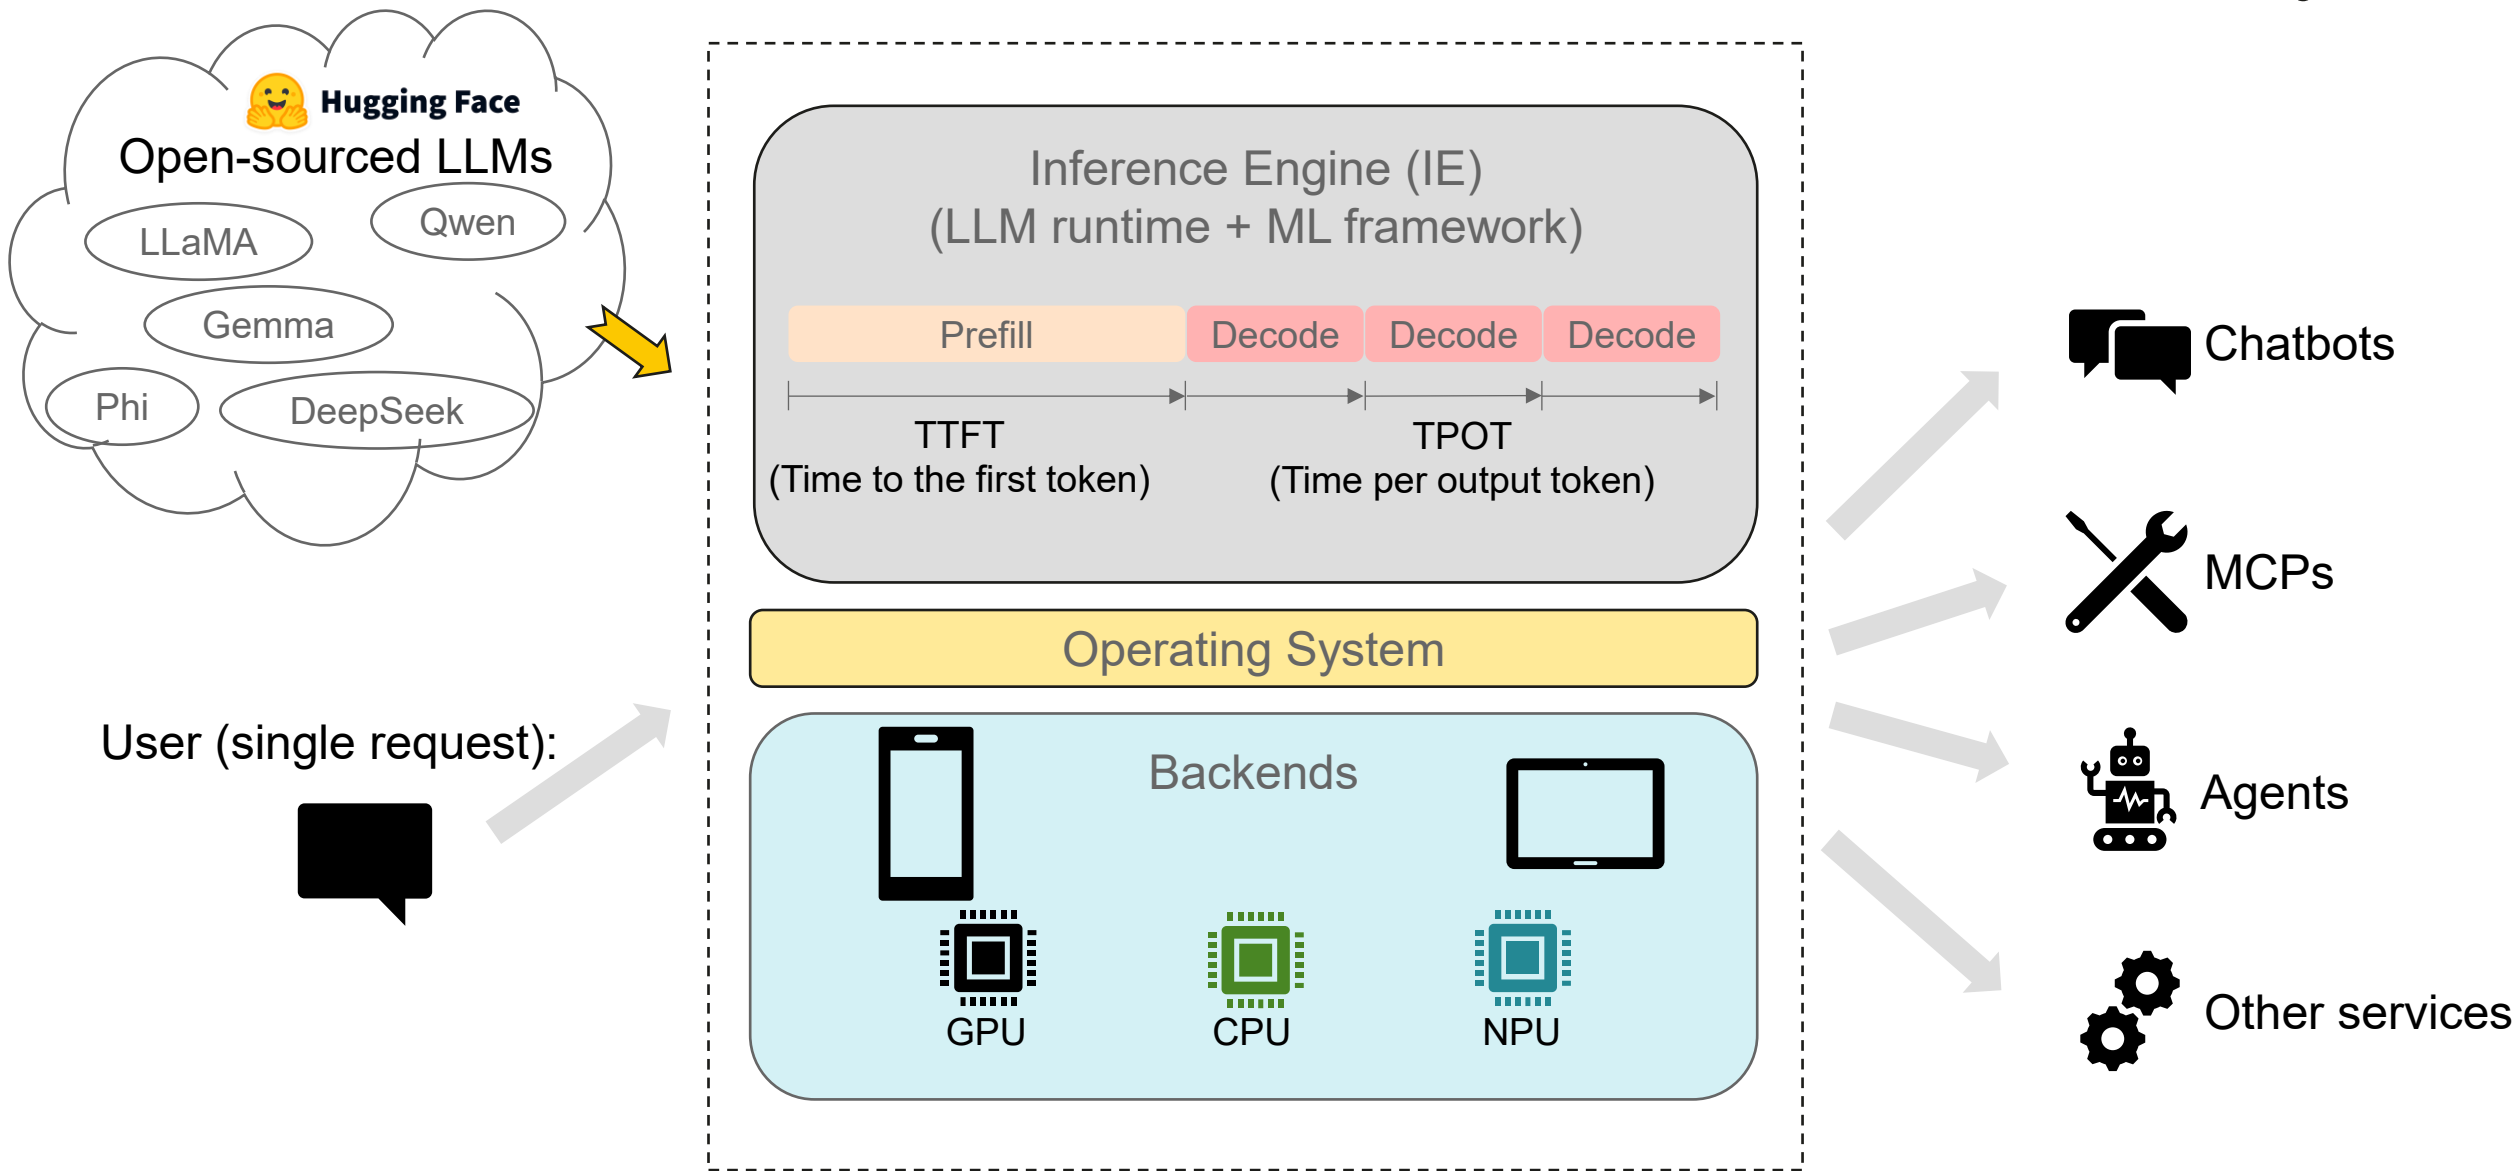 Hugging Face
Open-sourced LLMs
LLaMA
Qwen
Gemma
Phi
DeepSeek
User (single request):
Inference Engine (IE)
(LLM runtime + ML framework)
Prefill
Decode
Decode
Decode
TTFT
(Time to the first token)
TPOT
(Time per output token)
Operating System
Backends
GPU
CPU
NPU
Chatbots
MCPs
Agents
Other services